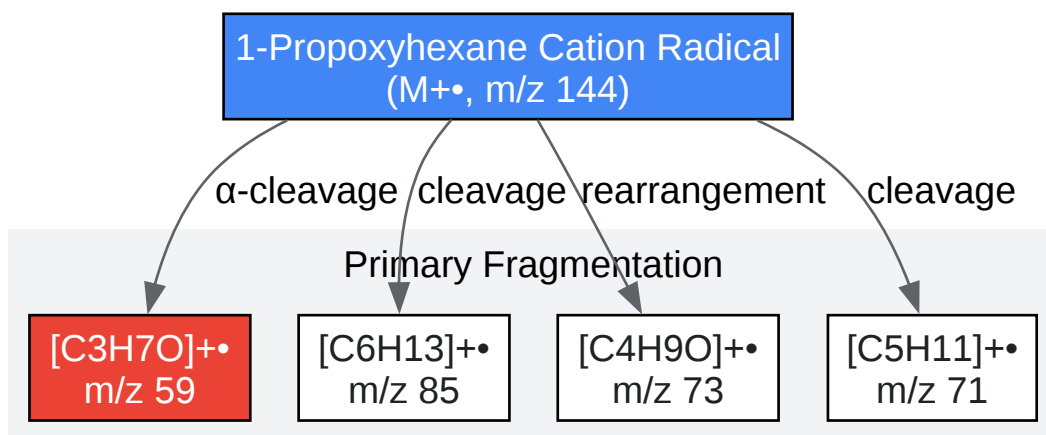 1-Propoxyhexane Cation Radical
(M+•, m/z 144)
α-cleavage
cleavage
rearrangement
cleavage
Primary Fragmentation
[C3H7O]+•
m/z 59
[C6H13]+•
m/z 85
[C4H9O]+•
m/z 73
[C5H11]+•
m/z 71